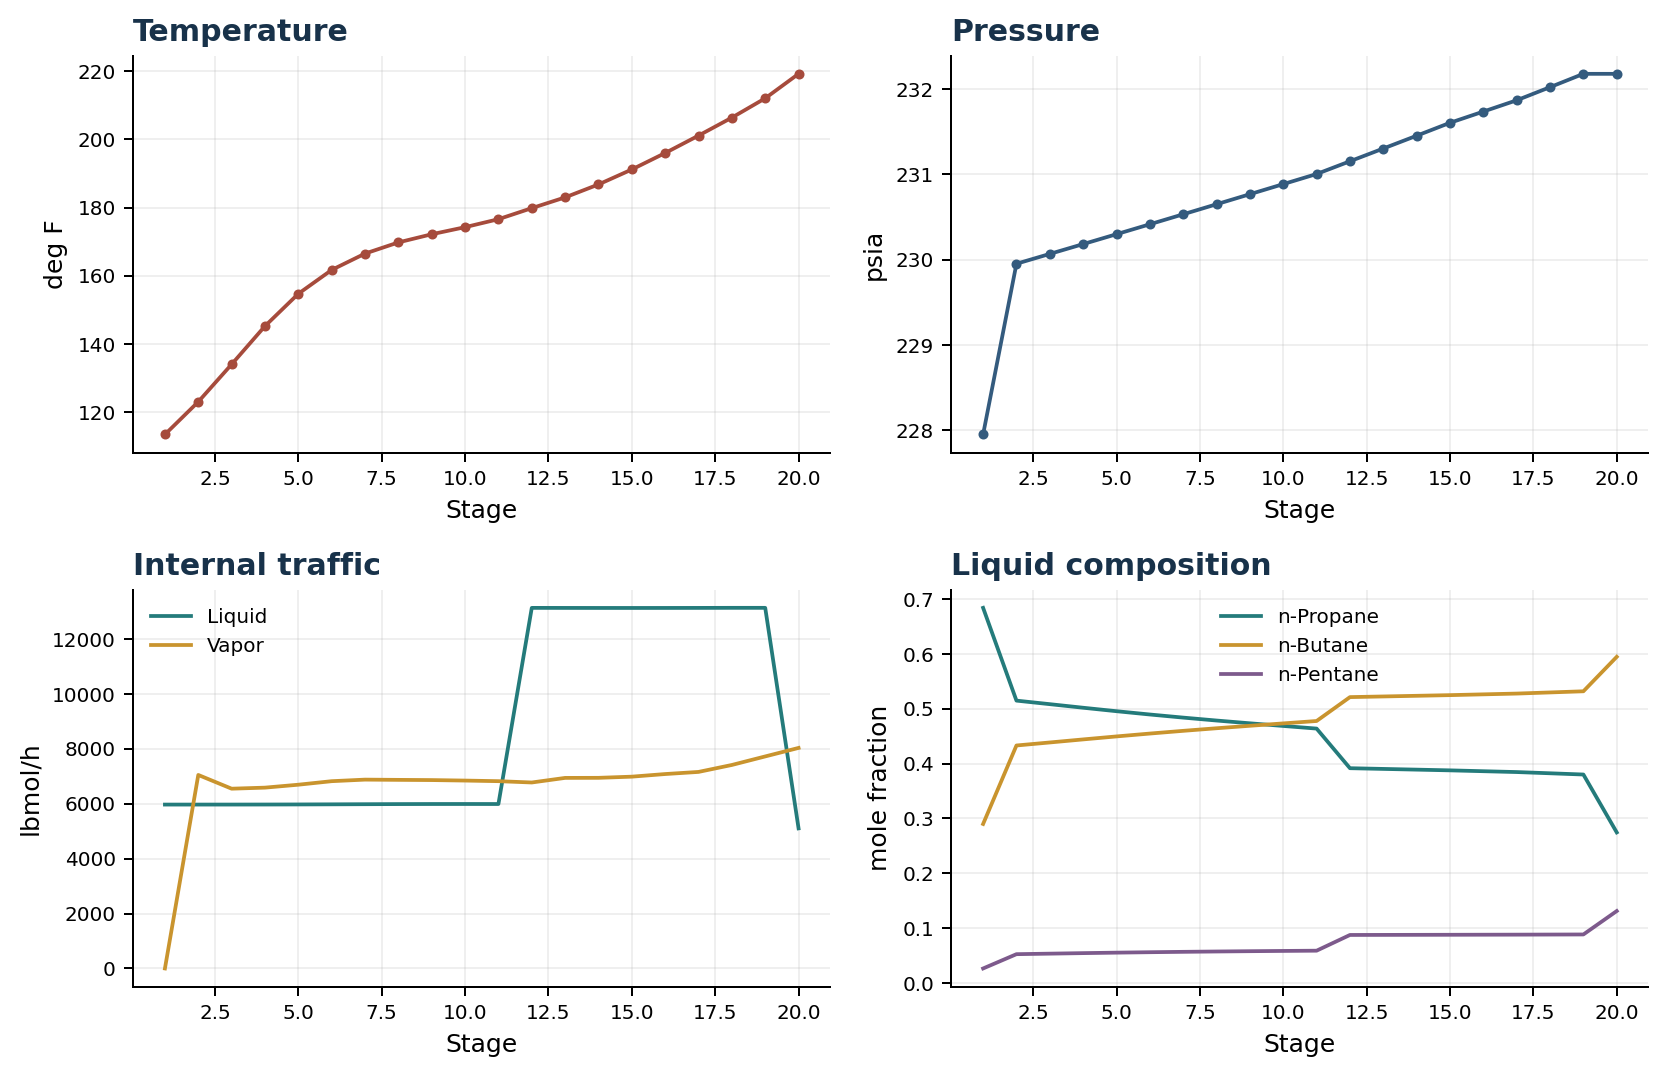 Temperature
220
200
180
160
140
120
deg F
2.5 5.0 7.5 10.0 12.5 15.0 17.5 20.0
Stage
Pressure
232
231
230
229
228
psia
2.5 5.0 7.5 10.0 12.5 15.0 17.5 20.0
Stage
Internal traffic
Liquid
Vapor
12000
10000
8000
6000
4000
2000
0
lbmol/h
2.5 5.0 7.5 10.0 12.5 15.0 17.5 20.0
Stage
Liquid composition
n-Propane
n-Butane
n-Pentane
0.7
0.6
0.5
0.4
0.3
0.2
0.1
0.0
mole fraction
2.5 5.0 7.5 10.0 12.5 15.0 17.5 20.0
Stage